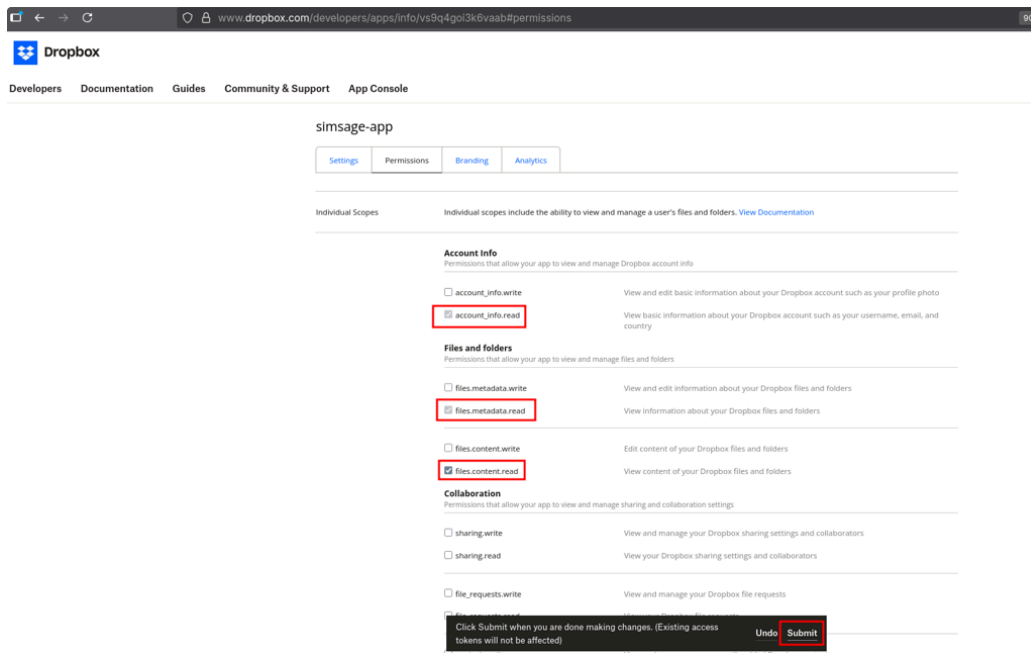 www.dropbox.com/developers/apps/info/vs9q4goi3k6vaab#permissions
90
Dropbox
Developers Documentation Guides Community & Support App Console
simsage-app
Settings Permissions Branding Analytics
Individual Scopes Individual scopes include the ability to view and manage a user's files and folders. View Documentation
Account Info
Permissions that allow your app to view and manage Dropbox account info
account_info.write View and edit basic information about your Dropbox account such as your profile photo
account_info.read View basic information about your Dropbox account such as your username, email, and
country
Files and folders
Permissions that allow your app to view and manage files and folders
files.metadata.write View and edit information about your Dropbox files and folders
files.metadata.read View information about your Dropbox files and folders
files.content.write Edit content of your Dropbox files and folders
files.content.read View content of your Dropbox files and folders
Collaboration
Permissions that allow your app to view and manage sharing and collaboration settings
sharing.write View and manage your Dropbox sharing settings and collaborators
sharing.read View your Dropbox sharing settings and collaborators
file_requests.write View and manage your Dropbox file requests
Click Submit when you are done making changes. (Existing access
tokens will not be affected)
Undo Submit